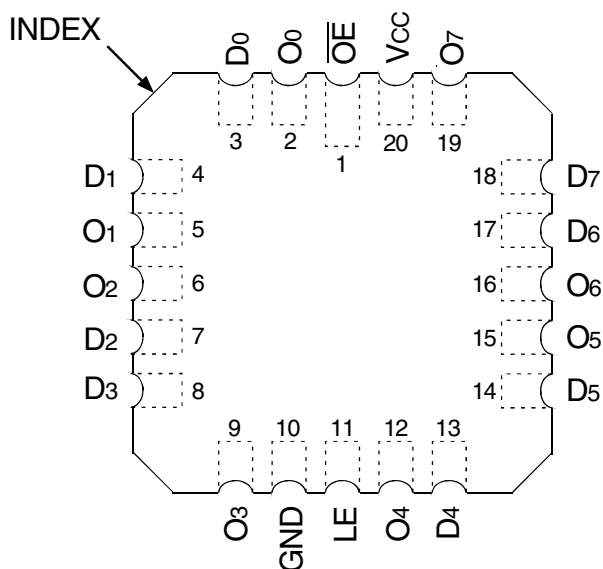 INDEX
D0 O0 O̅E̅ VCC O7
3 2 1 20 19
D1 4 18 D7
O1 5 17 D6
O2 6 16 O6
D2 7 15 O5
D3 8 14 D5
9 10 11 12 13
O3 GND LE O4 D4